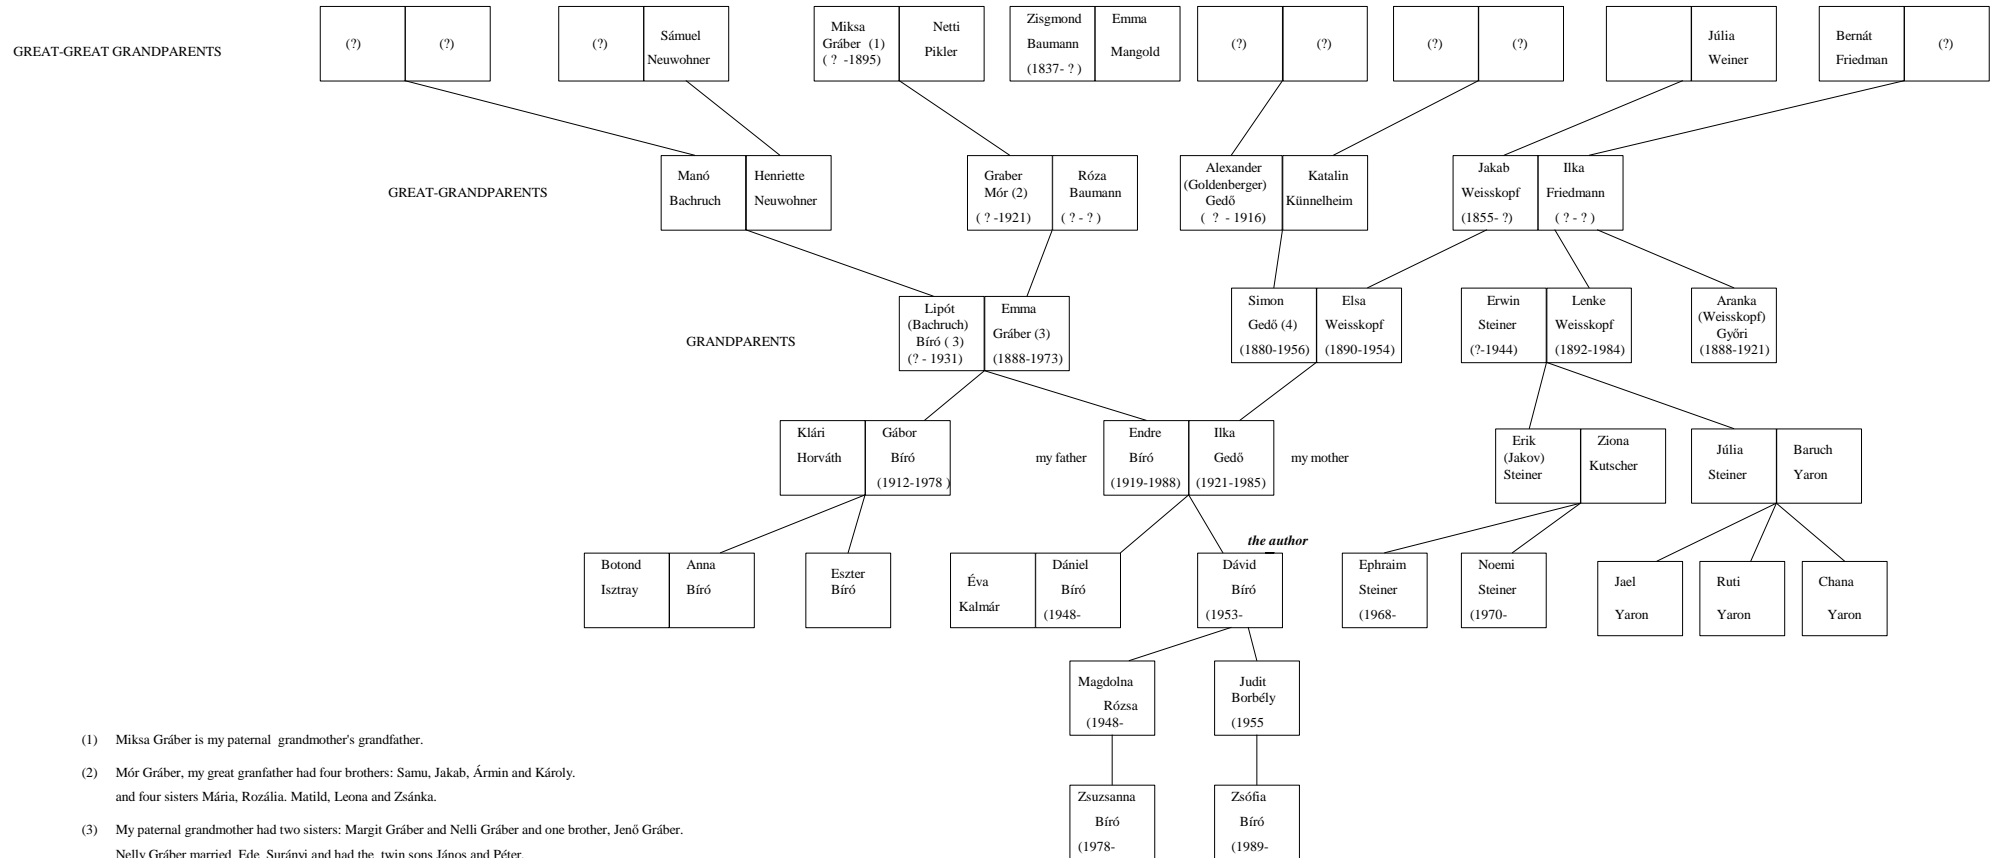 GREAT-GREAT GRANDPARENTS
(?)
(?)
(?)
Sámuel
Neuwohner
Miksa
Gráber (1)
( ? -1895)
Netti
Pikler
Zisgmond
Baumann
(1837- ? )
Emma
Mangold
(?)
(?)
(?)
(?)
Júlia
Weiner
Bernát
Friedman
(?)
GREAT-GRANDPARENTS
Manó
Bachruch
Henriette
Neuwohner
Graber
Mór (2)
( ? -1921)
Róza
Baumann
( ? - ? )
Alexander
(Goldenberger)
Gedő
( ? - 1916)
Katalin
Künnelheim
Jakab
Weisskopf
(1855- ?)
Ilka
Friedmann
( ? - ? )
GRANDPARENTS
Lipót
(Bachruch)
Bíró ( 3)
(? - 1931)
Emma
Gráber (3)
(1888-1973)
Simon
Gedő (4)
(1880-1956)
Elsa
Weisskopf
(1890-1954)
Erwin
Steiner
(?-1944)
Lenke
Weisskopf
(1892-1984)
Aranka
(Weisskopf)
Győri
(1888-1921)
Klári
Horváth
Gábor
Bíró
(1912-1978 )
my father
Endre
Bíró
(1919-1988)
Ilka
Gedő
(1921-1985)
my mother
Erik
(Jakov)
Steiner
Ziona
Kutscher
Júlia
Steiner
Baruch
Yaron
the author
Botond
Isztray
Anna
Bíró
Eszter
Bíró
Éva
Kalmár
Dániel
Bíró
(1948-
Dávid
Bíró
(1953-
Ephraim
Steiner
(1968-
Noemi
Steiner
(1970-
Jael
Yaron
Ruti
Yaron
Chana
Yaron
Magdolna
Rózsa
(1948-
Judit
Borbély
(1955
Zsuzsanna
Bíró
(1978-
Zsófia
Bíró
(1989-
(1) Miksa Gráber is my paternal grandmother's grandfather.
(2) Mór Gráber, my great granfather had four brothers: Samu, Jakab, Ármin and Károly.
and four sisters Mária, Rozália. Matild, Leona and Zsánka.
(3) My paternal grandmother had two sisters: Margit Gráber and Nelli Gráber and one brother, Jenő Gráber.
Nelly Gráber married Ede Surányi and had the twin sons János and Péter.